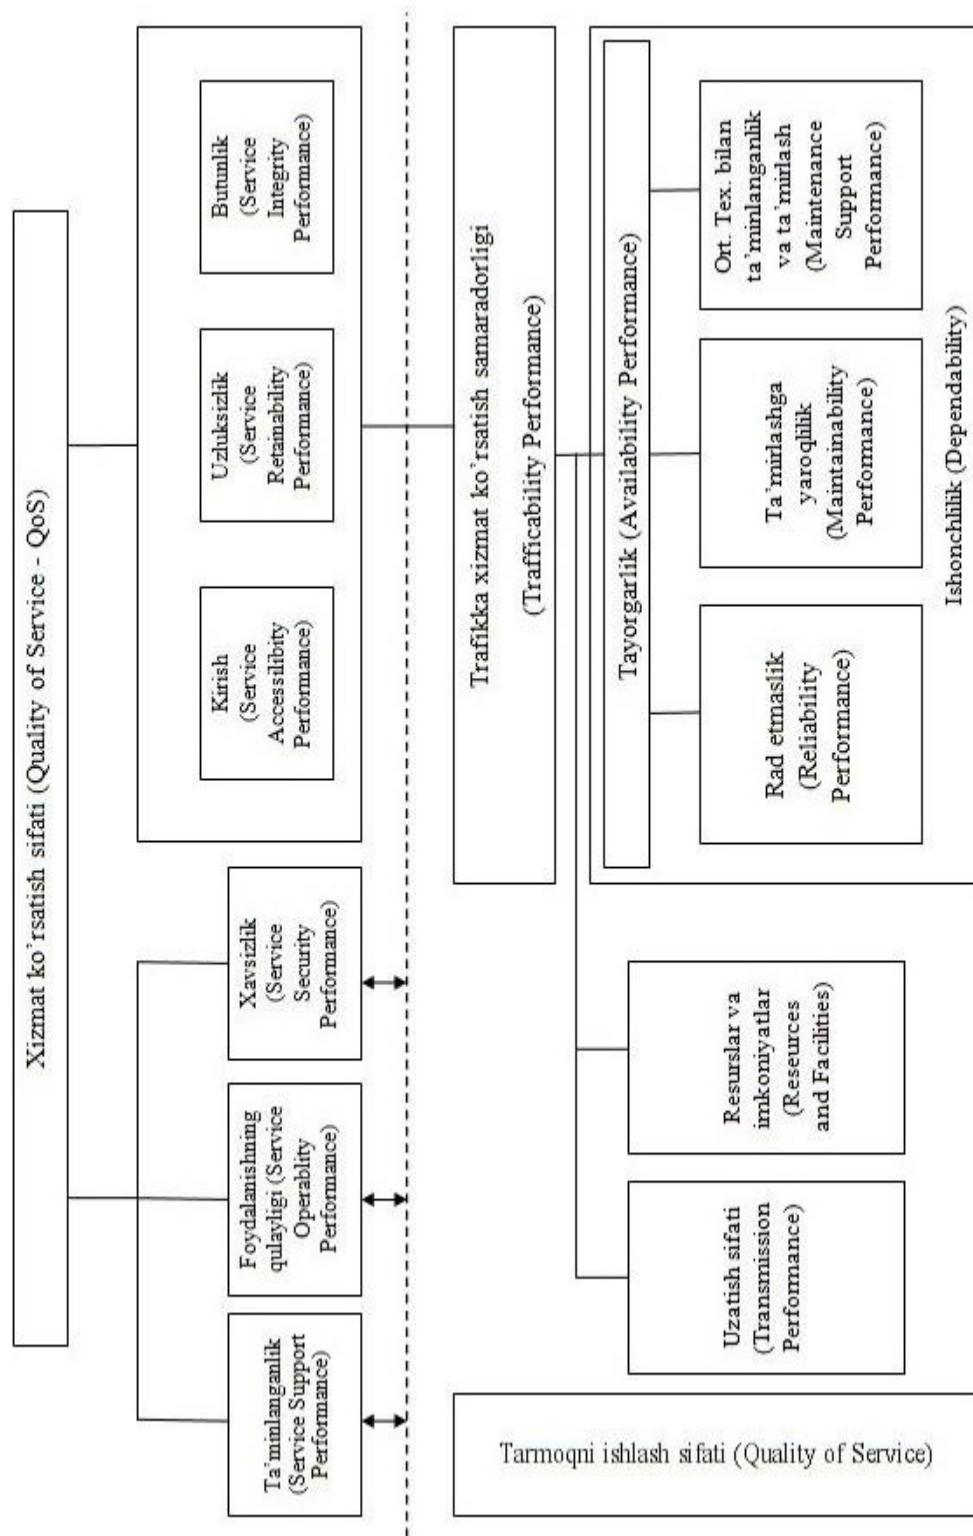 Xizmat ko’rsatish sifati (Quality of Service - QoS)
Ta’minlanganlik
(Service Support
Performance)
Foydalanishning
qulayligi (Service
Operablity
Performance)
Xavsizlik
(Service
Security
Performance)
Kirish
(Service
Accessilibity
Performance)
Uzluksizlik
(Service
Retainability
Performance)
Butunlik
(Service
Integrity
Performance)
Tarmoqni ishlash sifati (Quality of Service)
Trafikka xizmat ko’rsatish samaradorligi
(Trafficability Performance)
Uzatish sifati
(Transmission
Performance)
Resurslar va
imkoniyatlar
(Reseurces
and Facilities)
Tayorgarlik (Availability Performance)
Rad etmaslik
(Reliability
Performance)
Ta’mirlashga
yaroqlilik
(Maintainability
Performance)
Ort. Tex. bilan
ta’minlanganlik
va ta’mirlash
(Maintenance
Support
Performance)
Ishonchlilik (Dependability)